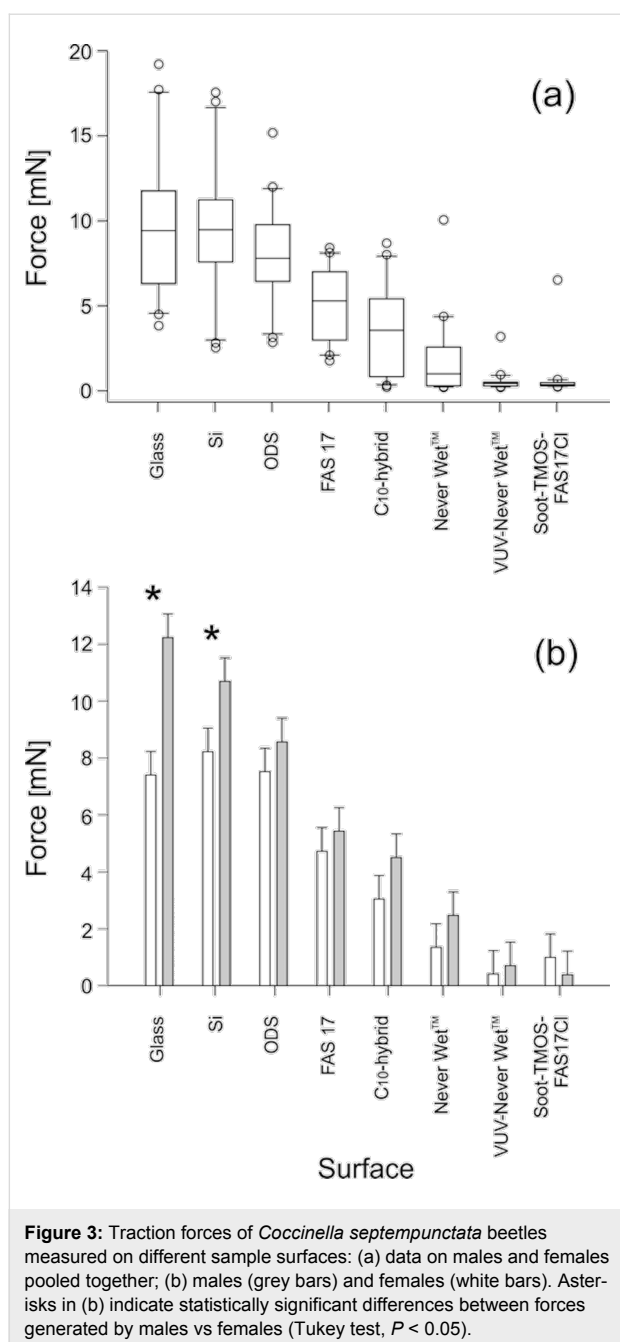 20
15
10
5
0
Force [mN]
(a)
Glass
Si
ODS
FAS 17
C10-hybrid
Never Wet™
VUV-Never Wet™
Soot-TMOS-
FAS17Cl
14
12
10
8
6
4
2
0
Force [mN]
*
*
(b)
Glass
Si
ODS
FAS 17
C10-hybrid
Never Wet™
VUV-Never Wet™
Soot-TMOS-
FAS17Cl
Surface
Figure 3: Traction forces of Coccinella septempunctata beetles
measured on different sample surfaces: (a) data on males and females
pooled together; (b) males (grey bars) and females (white bars). Aster-
isks in (b) indicate statistically significant differences between forces
generated by males vs females (Tukey test, P < 0.05).